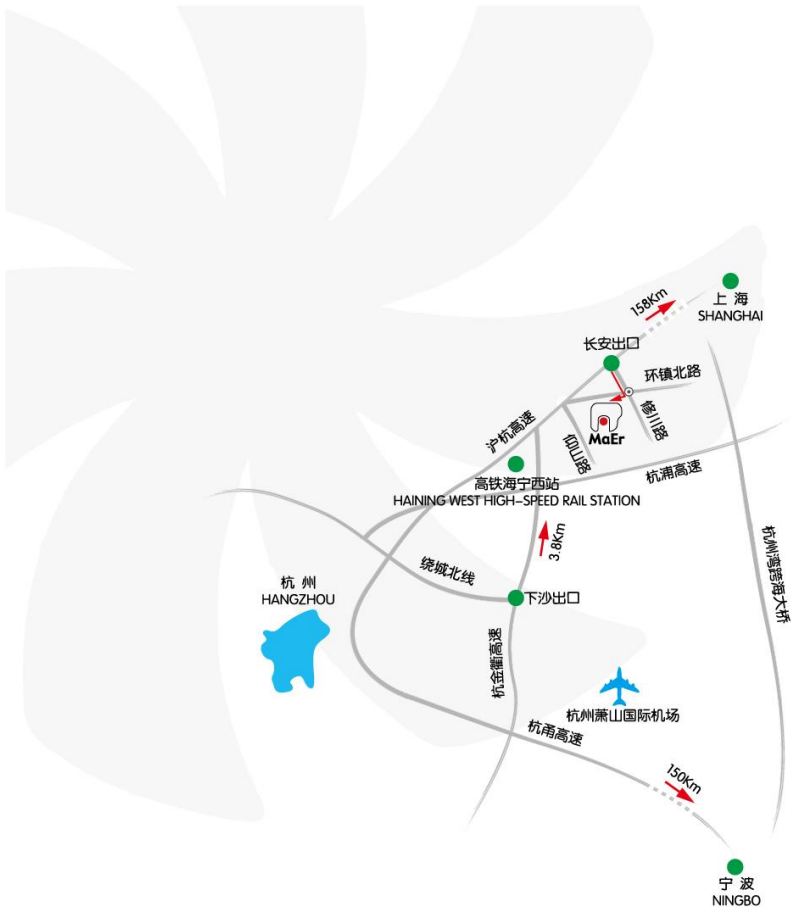 158Km
上 海
SHANGHAI
长安出口
环镇北路
修川路
沪杭高速
MaEr
仰山路
杭浦高速
高铁海宁西站
HAINING WEST HIGH-SPEED RAIL STATION
3.8Km
绕城北线
杭州湾跨海大桥
杭 州
HANGZHOU
下沙出口
杭金衢高速
杭州萧山国际机场
杭甬高速
150Km
宁 波
NINGBO